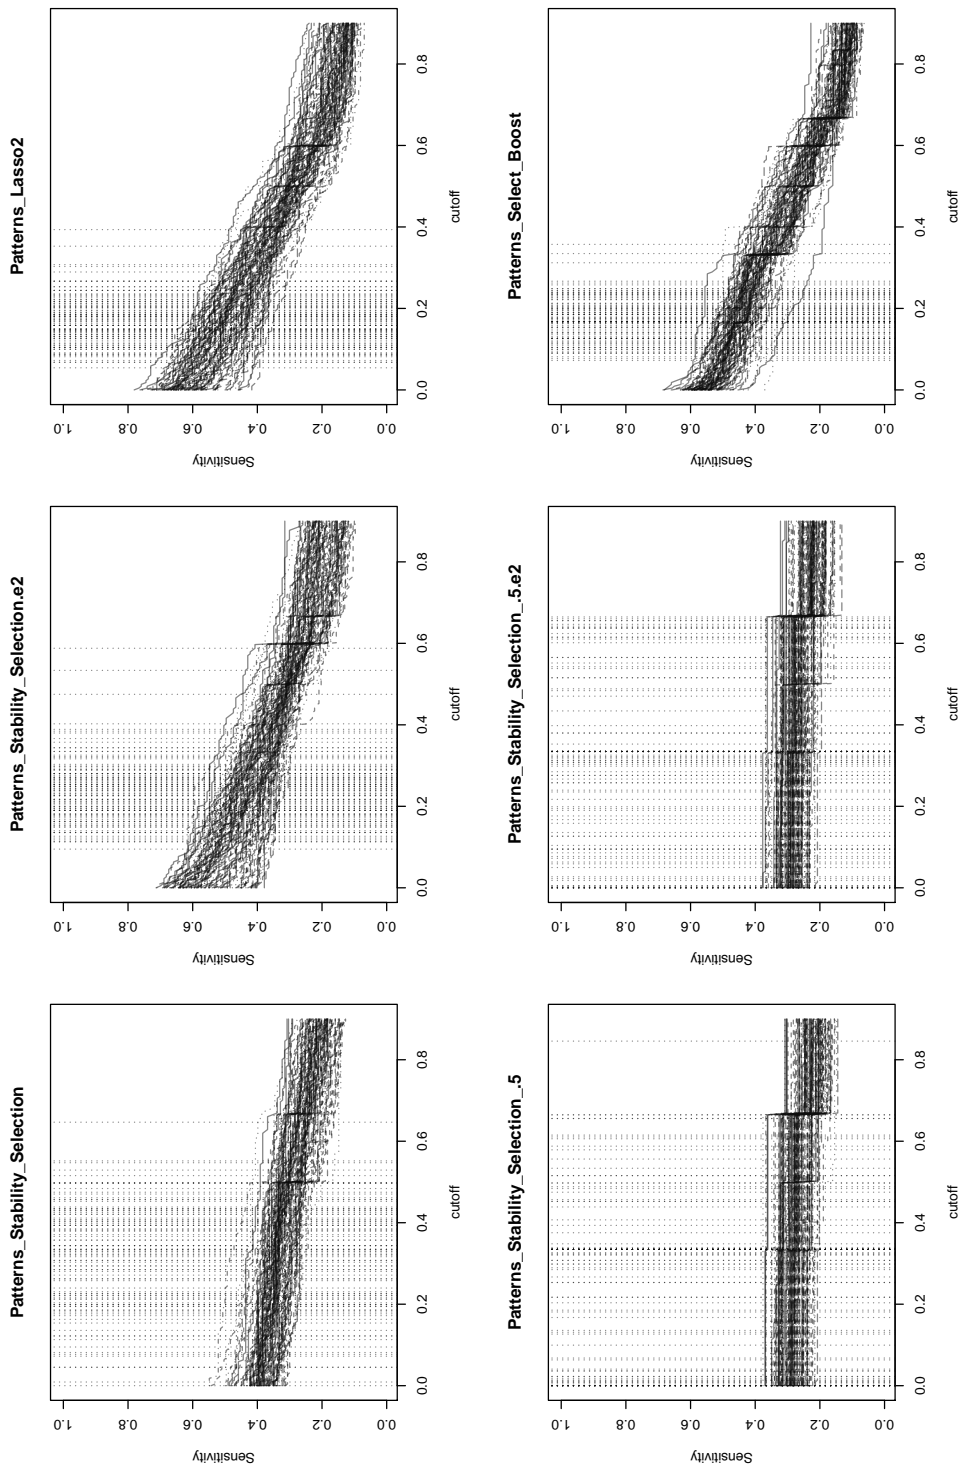 Patterns_Stability_Selection
Sensitivity
1.0
0.8
0.6
0.4
0.2
0.0
0.0 0.2 0.4 0.6 0.8
cutoff
Patterns_Stability_Selection.e2
Sensitivity
1.0
0.8
0.6
0.4
0.2
0.0
0.0 0.2 0.4 0.6 0.8
cutoff
Patterns_Lasso2
Sensitivity
1.0
0.8
0.6
0.4
0.2
0.0
0.0 0.2 0.4 0.6 0.8
cutoff
Patterns_Stability_Selection_.5
Sensitivity
1.0
0.8
0.6
0.4
0.2
0.0
0.0 0.2 0.4 0.6 0.8
cutoff
Patterns_Stability_Selection_.5.e2
Sensitivity
1.0
0.8
0.6
0.4
0.2
0.0
0.0 0.2 0.4 0.6 0.8
cutoff
Patterns_Select_Boost
Sensitivity
1.0
0.8
0.6
0.4
0.2
0.0
0.0 0.2 0.4 0.6 0.8
cutoff